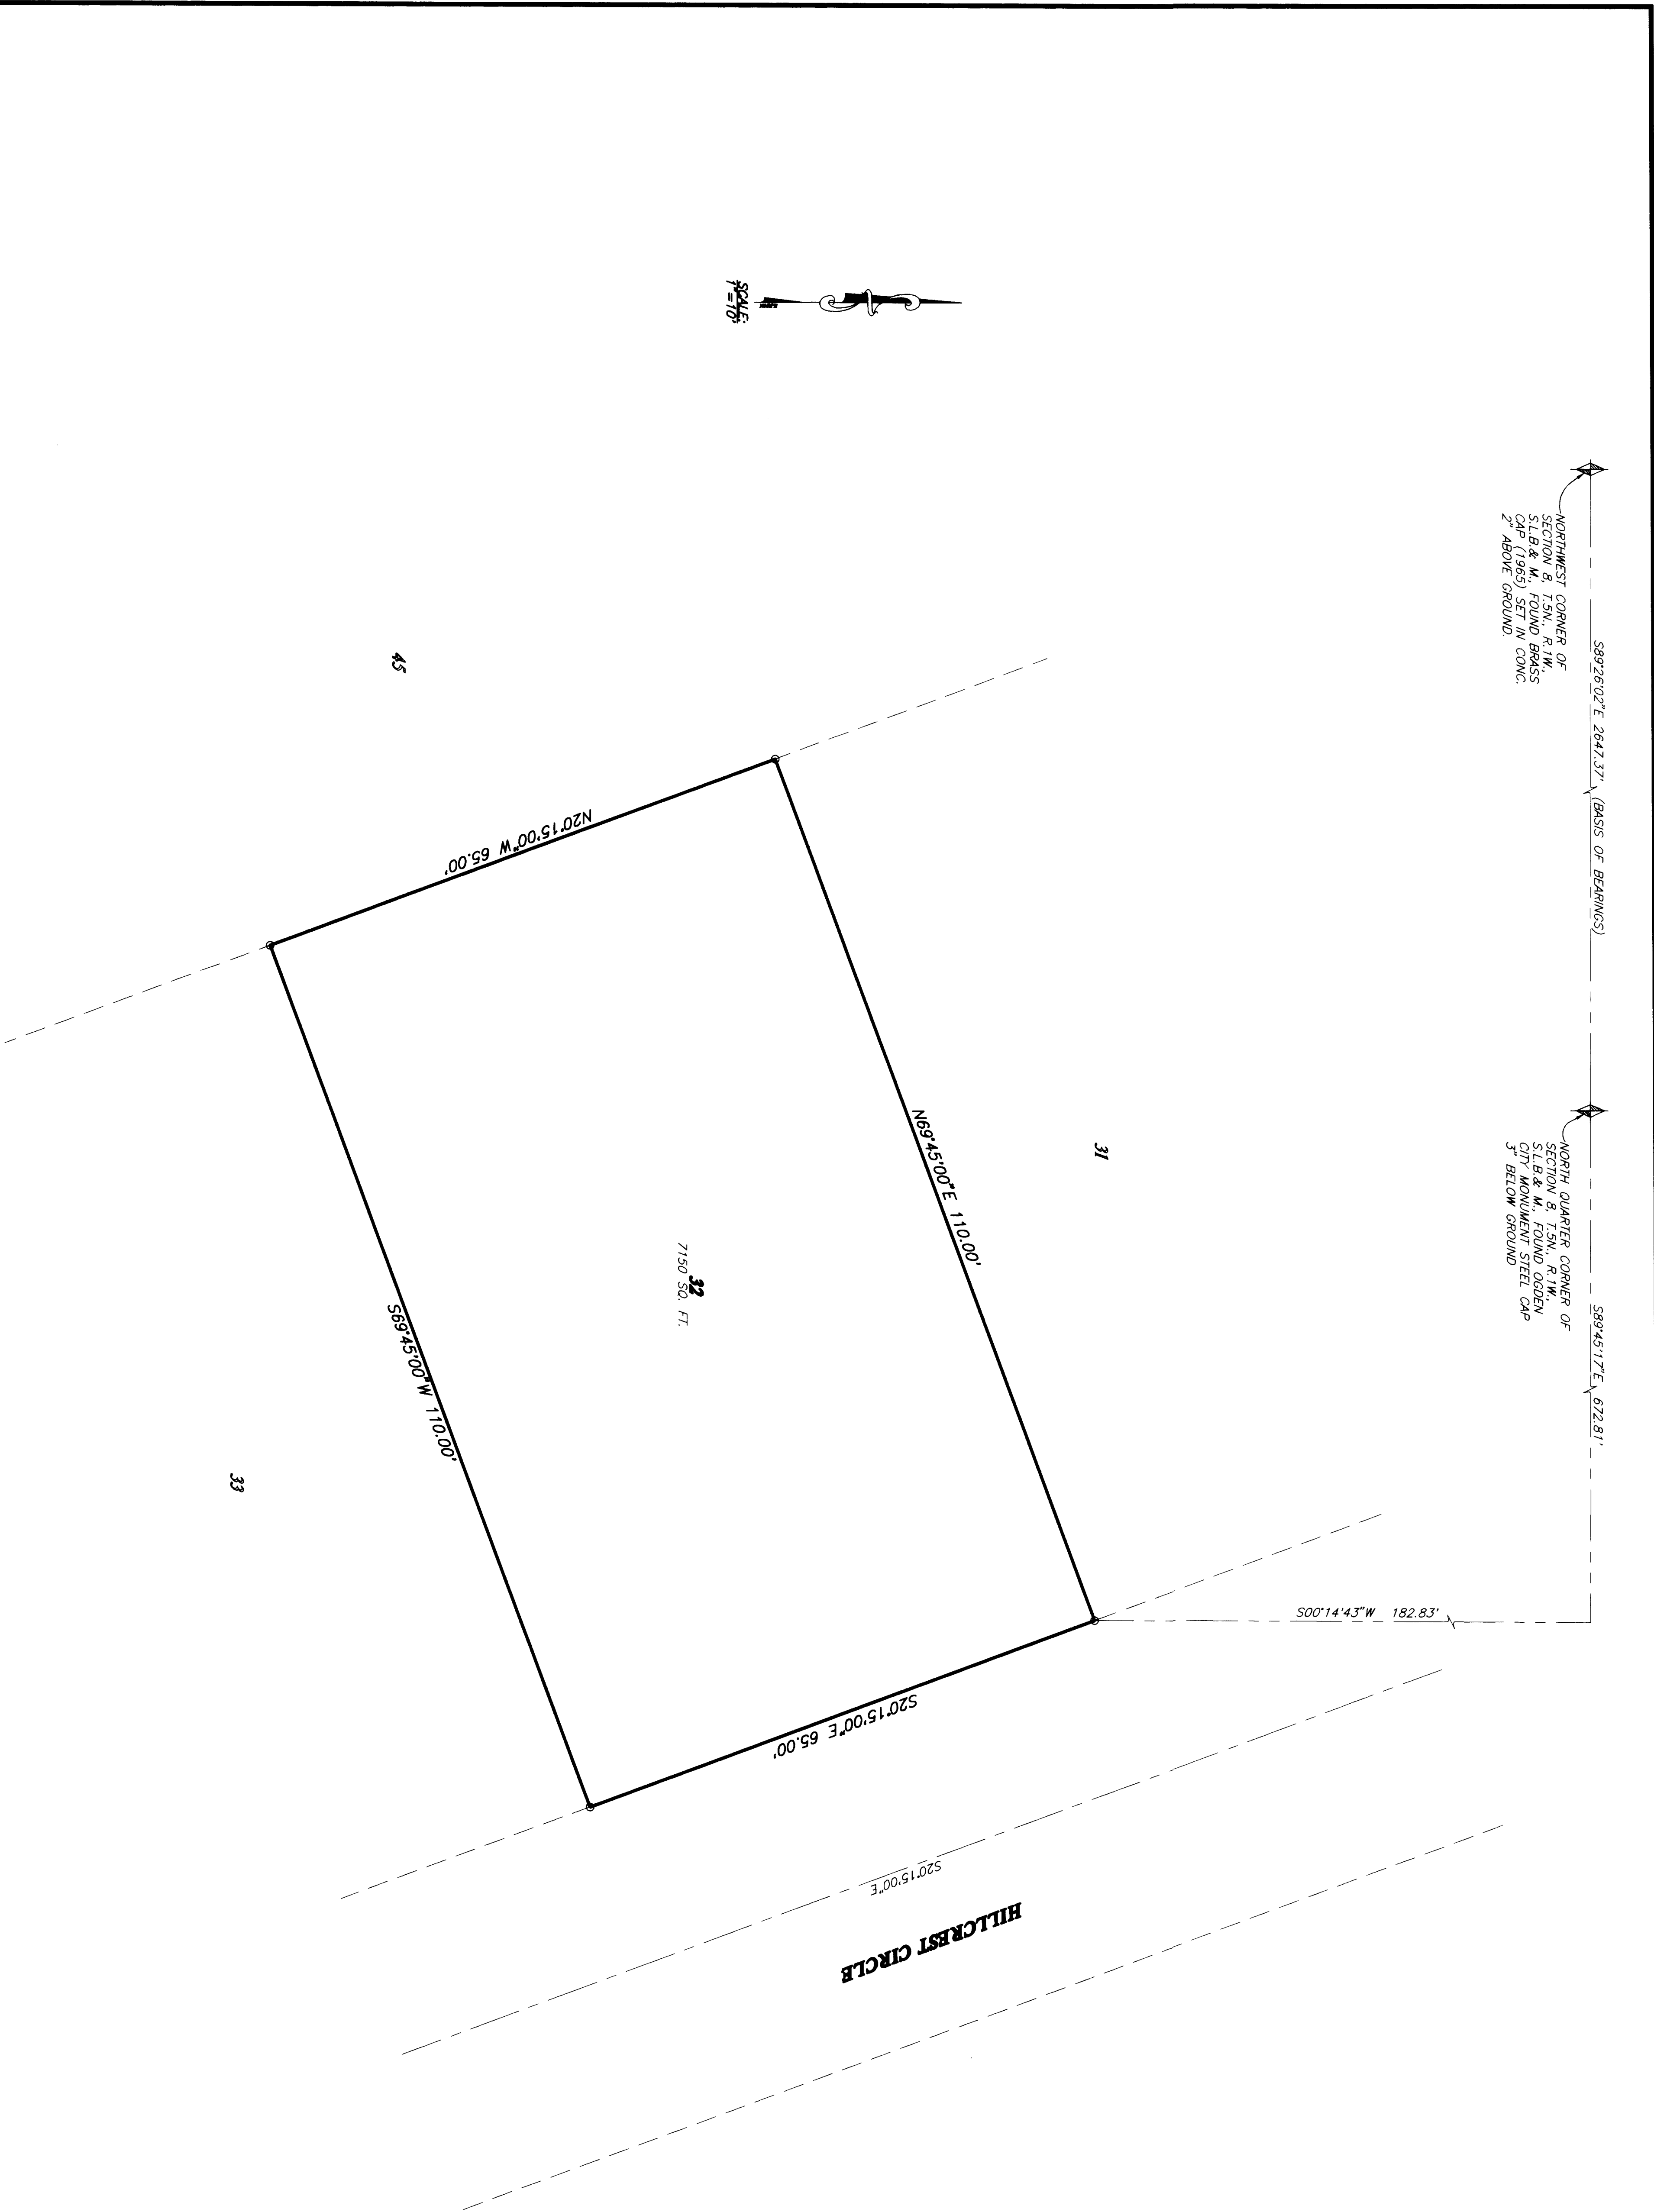 S89°26'02"E 2647.37' (BASIS OF BEARINGS)
S89°45'17"E 672.81'
NORTHWEST CORNER OF
SECTION 8, T.5N., R.1W.,
S.L.B.& M., FOUND BRASS
CAP (1965) SET IN CONC.
2" ABOVE GROUND.
NORTH QUARTER CORNER OF
SECTION 8, T.5N., R.1W.,
S.L.B.& M., FOUND OGDEN
CITY MONUMENT STEEL CAP
3" BELOW GROUND
S00°14'43"W 182.83'
SCALE:
1"=10'
31
N69°45'00"E 110.00'
45
N20°15'00"W 65.00'
32
7150 SQ. FT.
S20°15'00"E 65.00'
S20°15'00"E
HILLCREST CIRCLE
S69°45'00"W 110.00'
33